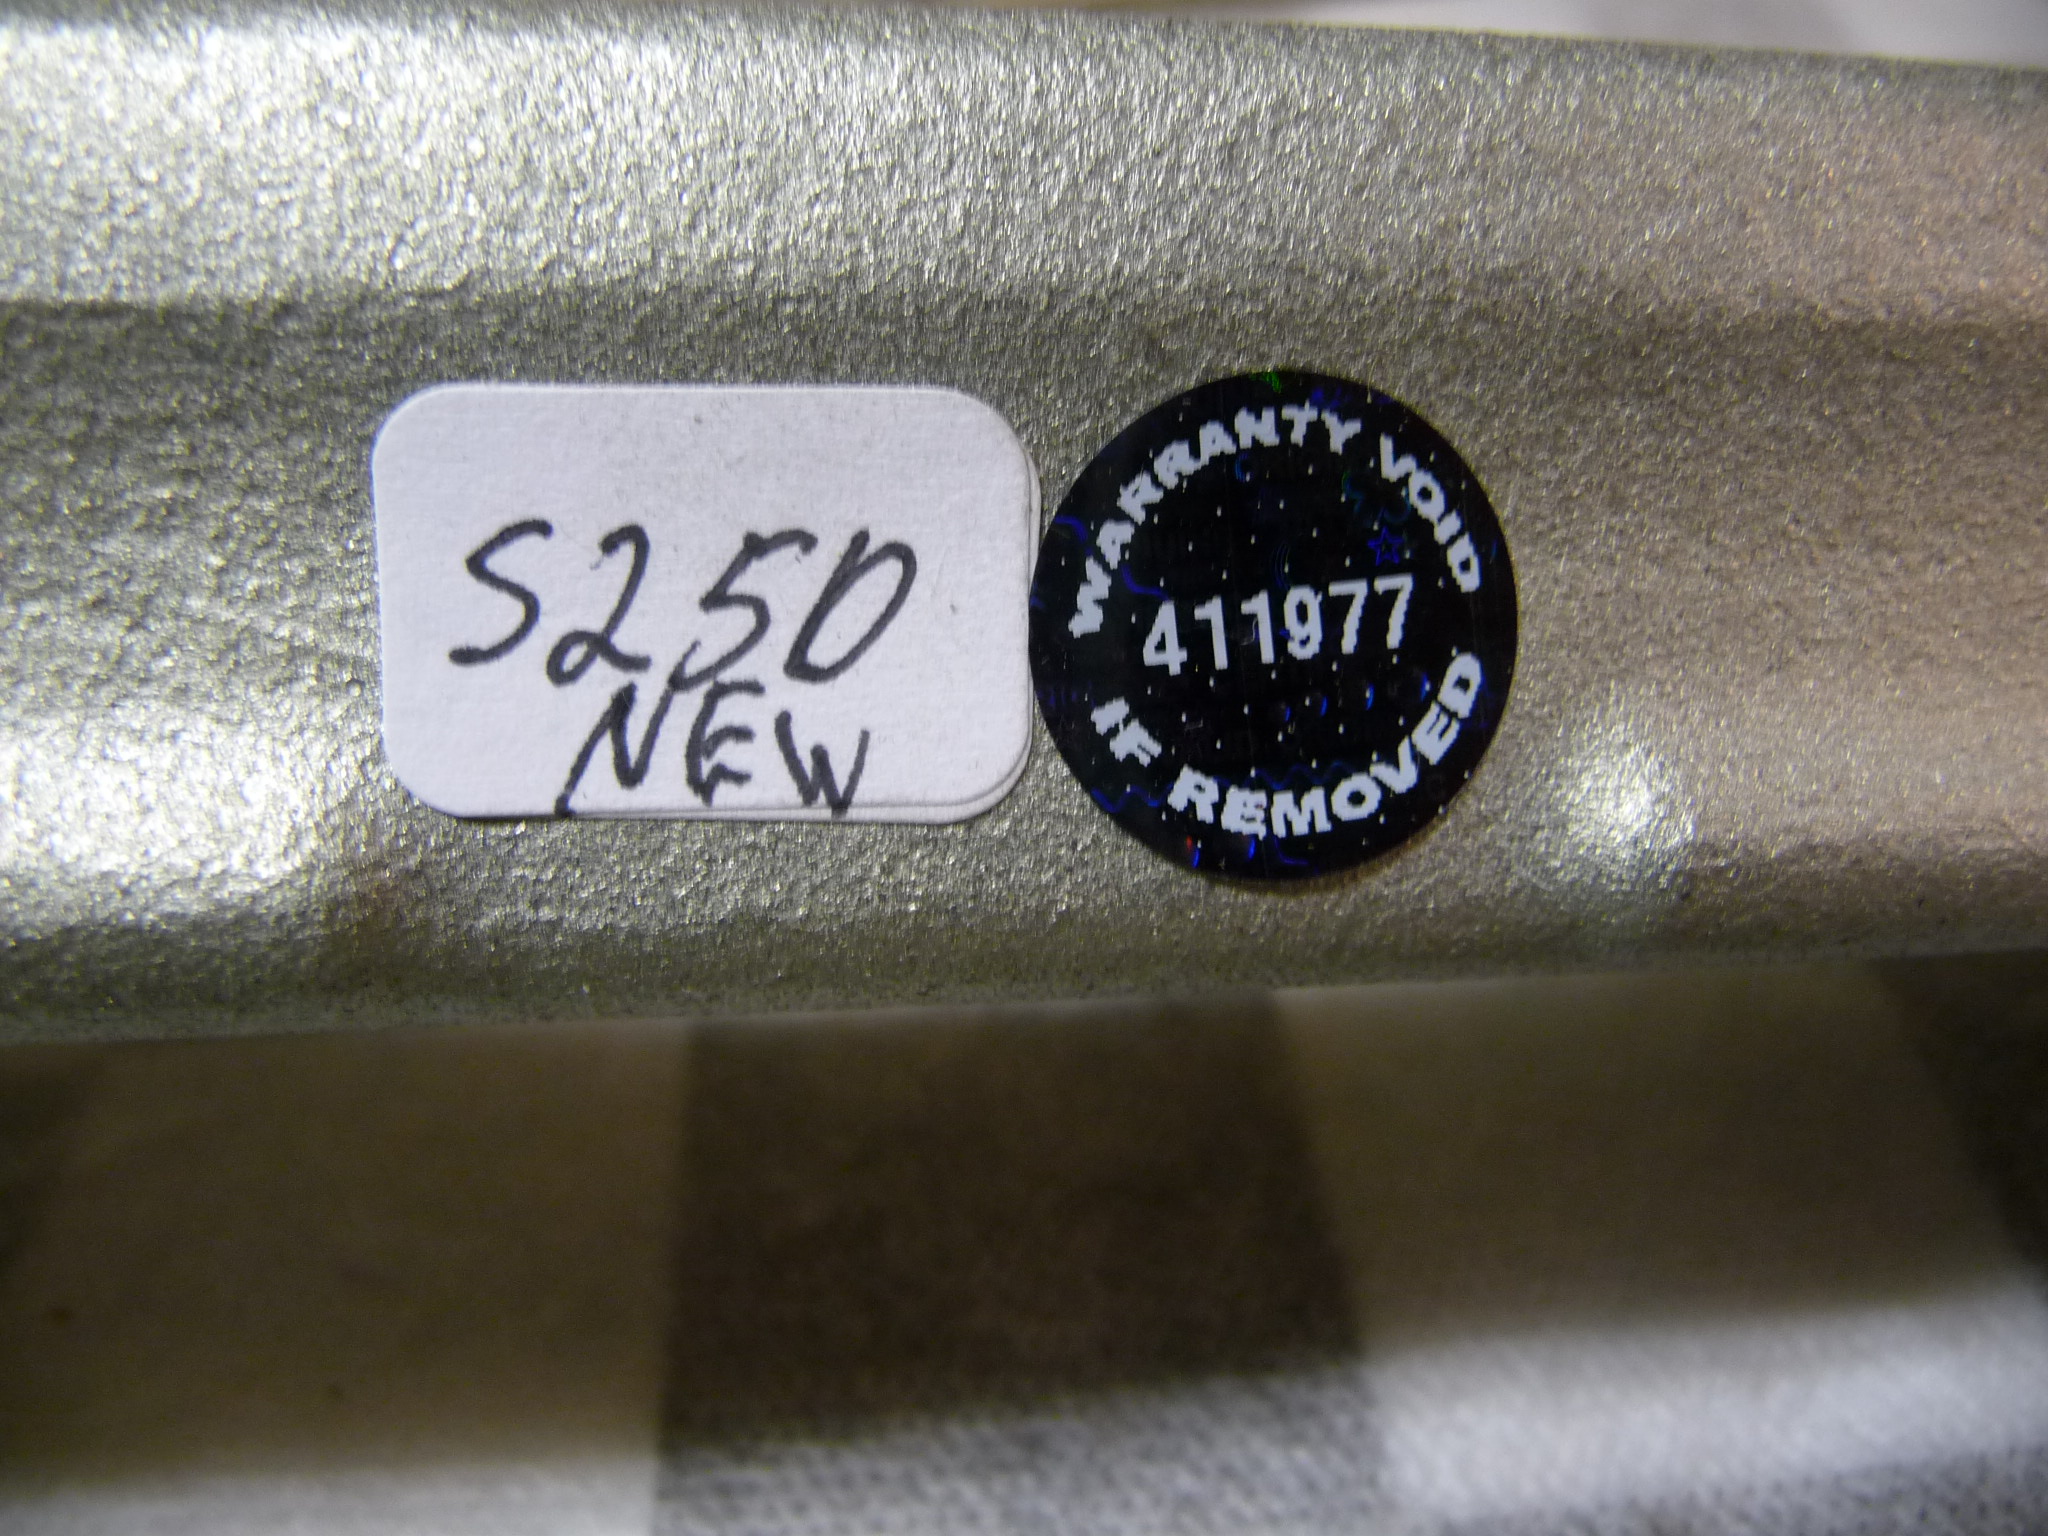 S250
NEW
WARRANTY VOID
411977
IF REMOVED